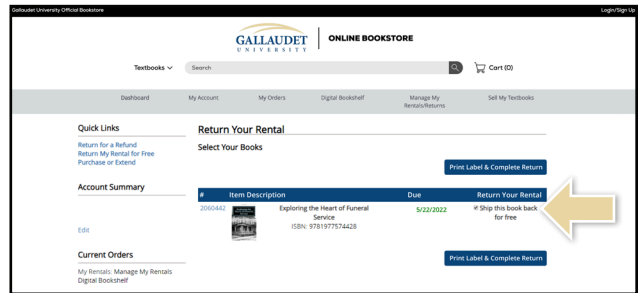 Gallaudet University Official Bookstore
Login/Sign Up
GALLAUDET
UNIVERSITY
ONLINE BOOKSTORE
Textbooks
Search
Cart (0)
Dashboard
My Account
My Orders
Digital Bookshelf
Manage My
Rentals/Returns
Sell My Textbooks
Quick Links
Return for a Refund
Return My Rental for Free
Purchase or Extend
Account Summary
Edit
Current Orders
My Rentals: Manage My Rentals
Digital Bookshelf
Return Your Rental
Select Your Books
Print Label & Complete Return
# Item Description Due Return Your Rental
2060442 Exploring the Heart of Funeral
Service
ISBN: 9781977574428
5/22/2022
Ship this book back
for free
Print Label & Complete Return